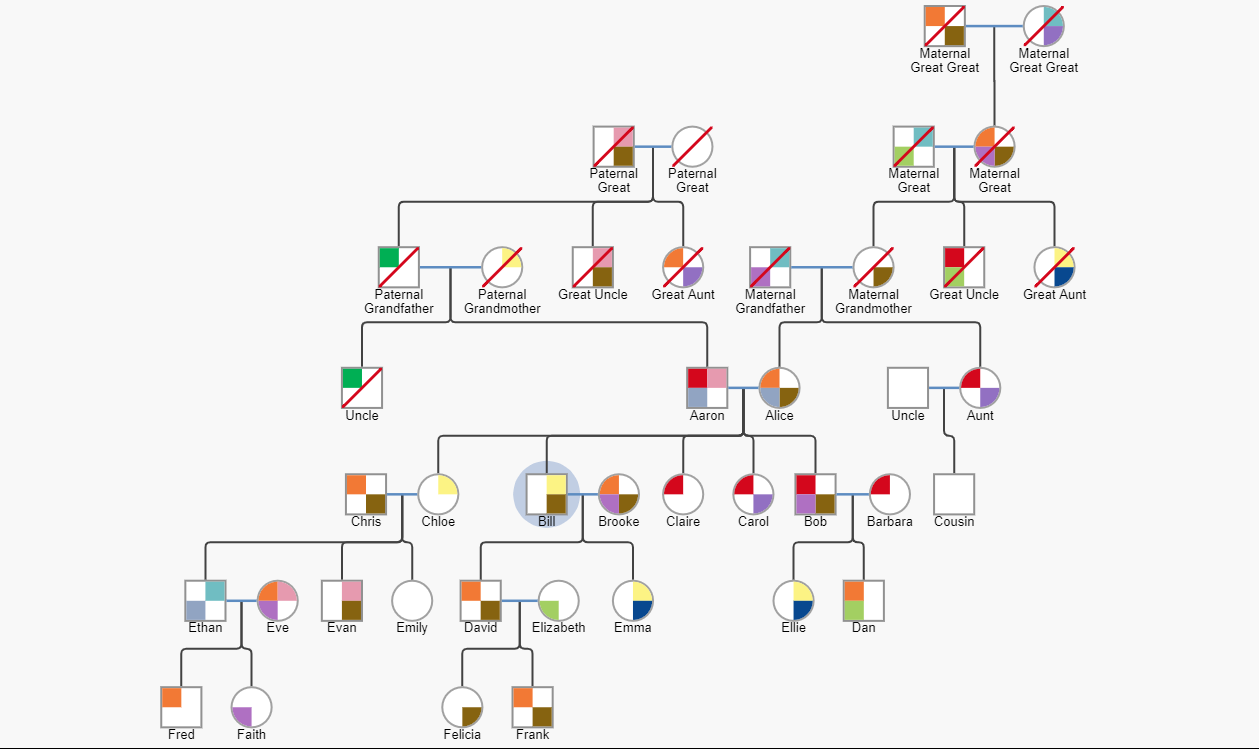 Maternal Great Great
Maternal Great Great
Paternal Great
Paternal Great
Maternal Great
Maternal Great
Paternal Grandfather
Paternal Grandmother
Great Uncle
Great Aunt
Maternal Grandfather
Maternal Grandmother
Great Uncle
Great Aunt
Uncle
Aaron
Alice
Uncle
Aunt
Chris
Chloe
Bill
Brooke
Claire
Carol
Bob
Barbara
Cousin
Ethan
Eve
Evan
Emily
David
Elizabeth
Emma
Ellie
Dan
Fred
Faith
Felicia
Frank